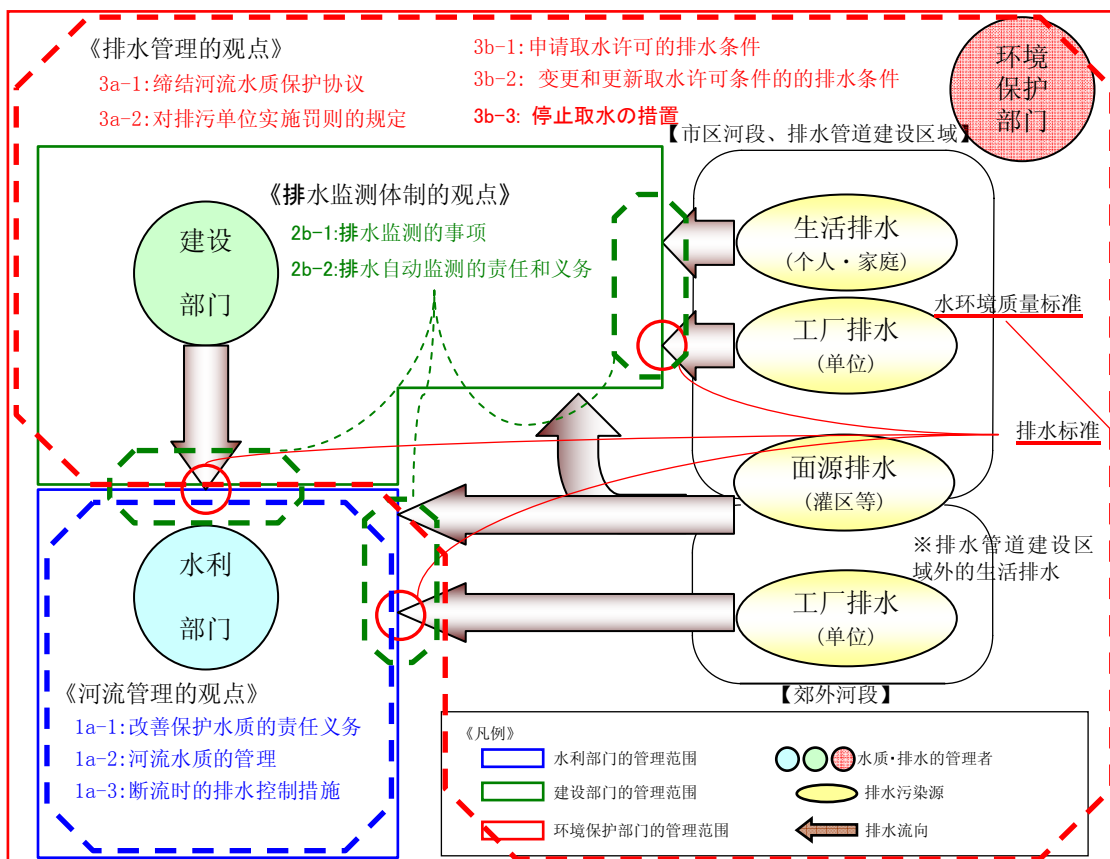 《排水管理的观点》
3a-1:缔结河流水质保护协议
3a-2:对排污单位实施罚则的规定
3b-1:申请取水许可的排水条件
3b-2: 变更和更新取水许可条件的的排水条件
3b-3: 停止取水の措置
环境
保护
部门
【市区河段、排水管道建设区域】
《排水监测体制的观点》
2b-1:排水监测的事项
2b-2:排水自动监测的责任和义务
建设
部门
生活排水
(个人・家庭)
水环境质量标准
工厂排水
(单位)
排水标准
面源排水
(灌区等)
※排水管道建设区
域外的生活排水
水利
部门
工厂排水
(单位)
【郊外河段】
《河流管理的观点》
1a-1:改善保护水质的责任义务
1a-2:河流水质的管理
1a-3:断流时的排水控制措施
《凡例》
水利部门的管理范围
水质・排水的管理者
建设部门的管理范围
排水污染源
环境保护部门的管理范围
排水流向